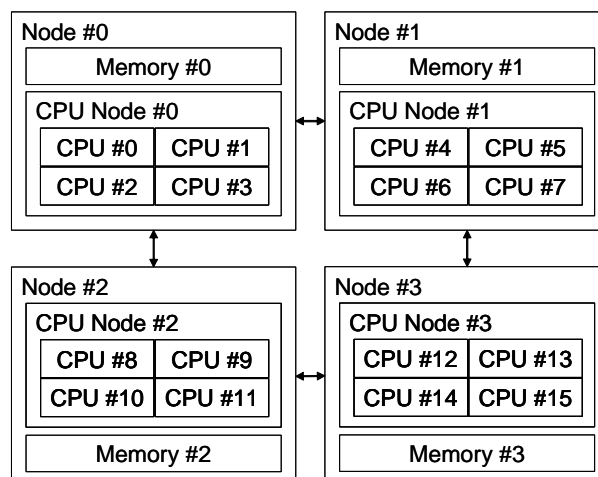 Node #0
Memory #0
CPU Node #0
CPU #0 CPU #1
CPU #2 CPU #3
Node #1
Memory #1
CPU Node #1
CPU #4 CPU #5
CPU #6 CPU #7
Node #2
CPU Node #2
CPU #8 CPU #9
CPU #10 CPU #11
Memory #2
Node #3
CPU Node #3
CPU #12 CPU #13
CPU #14 CPU #15
Memory #3